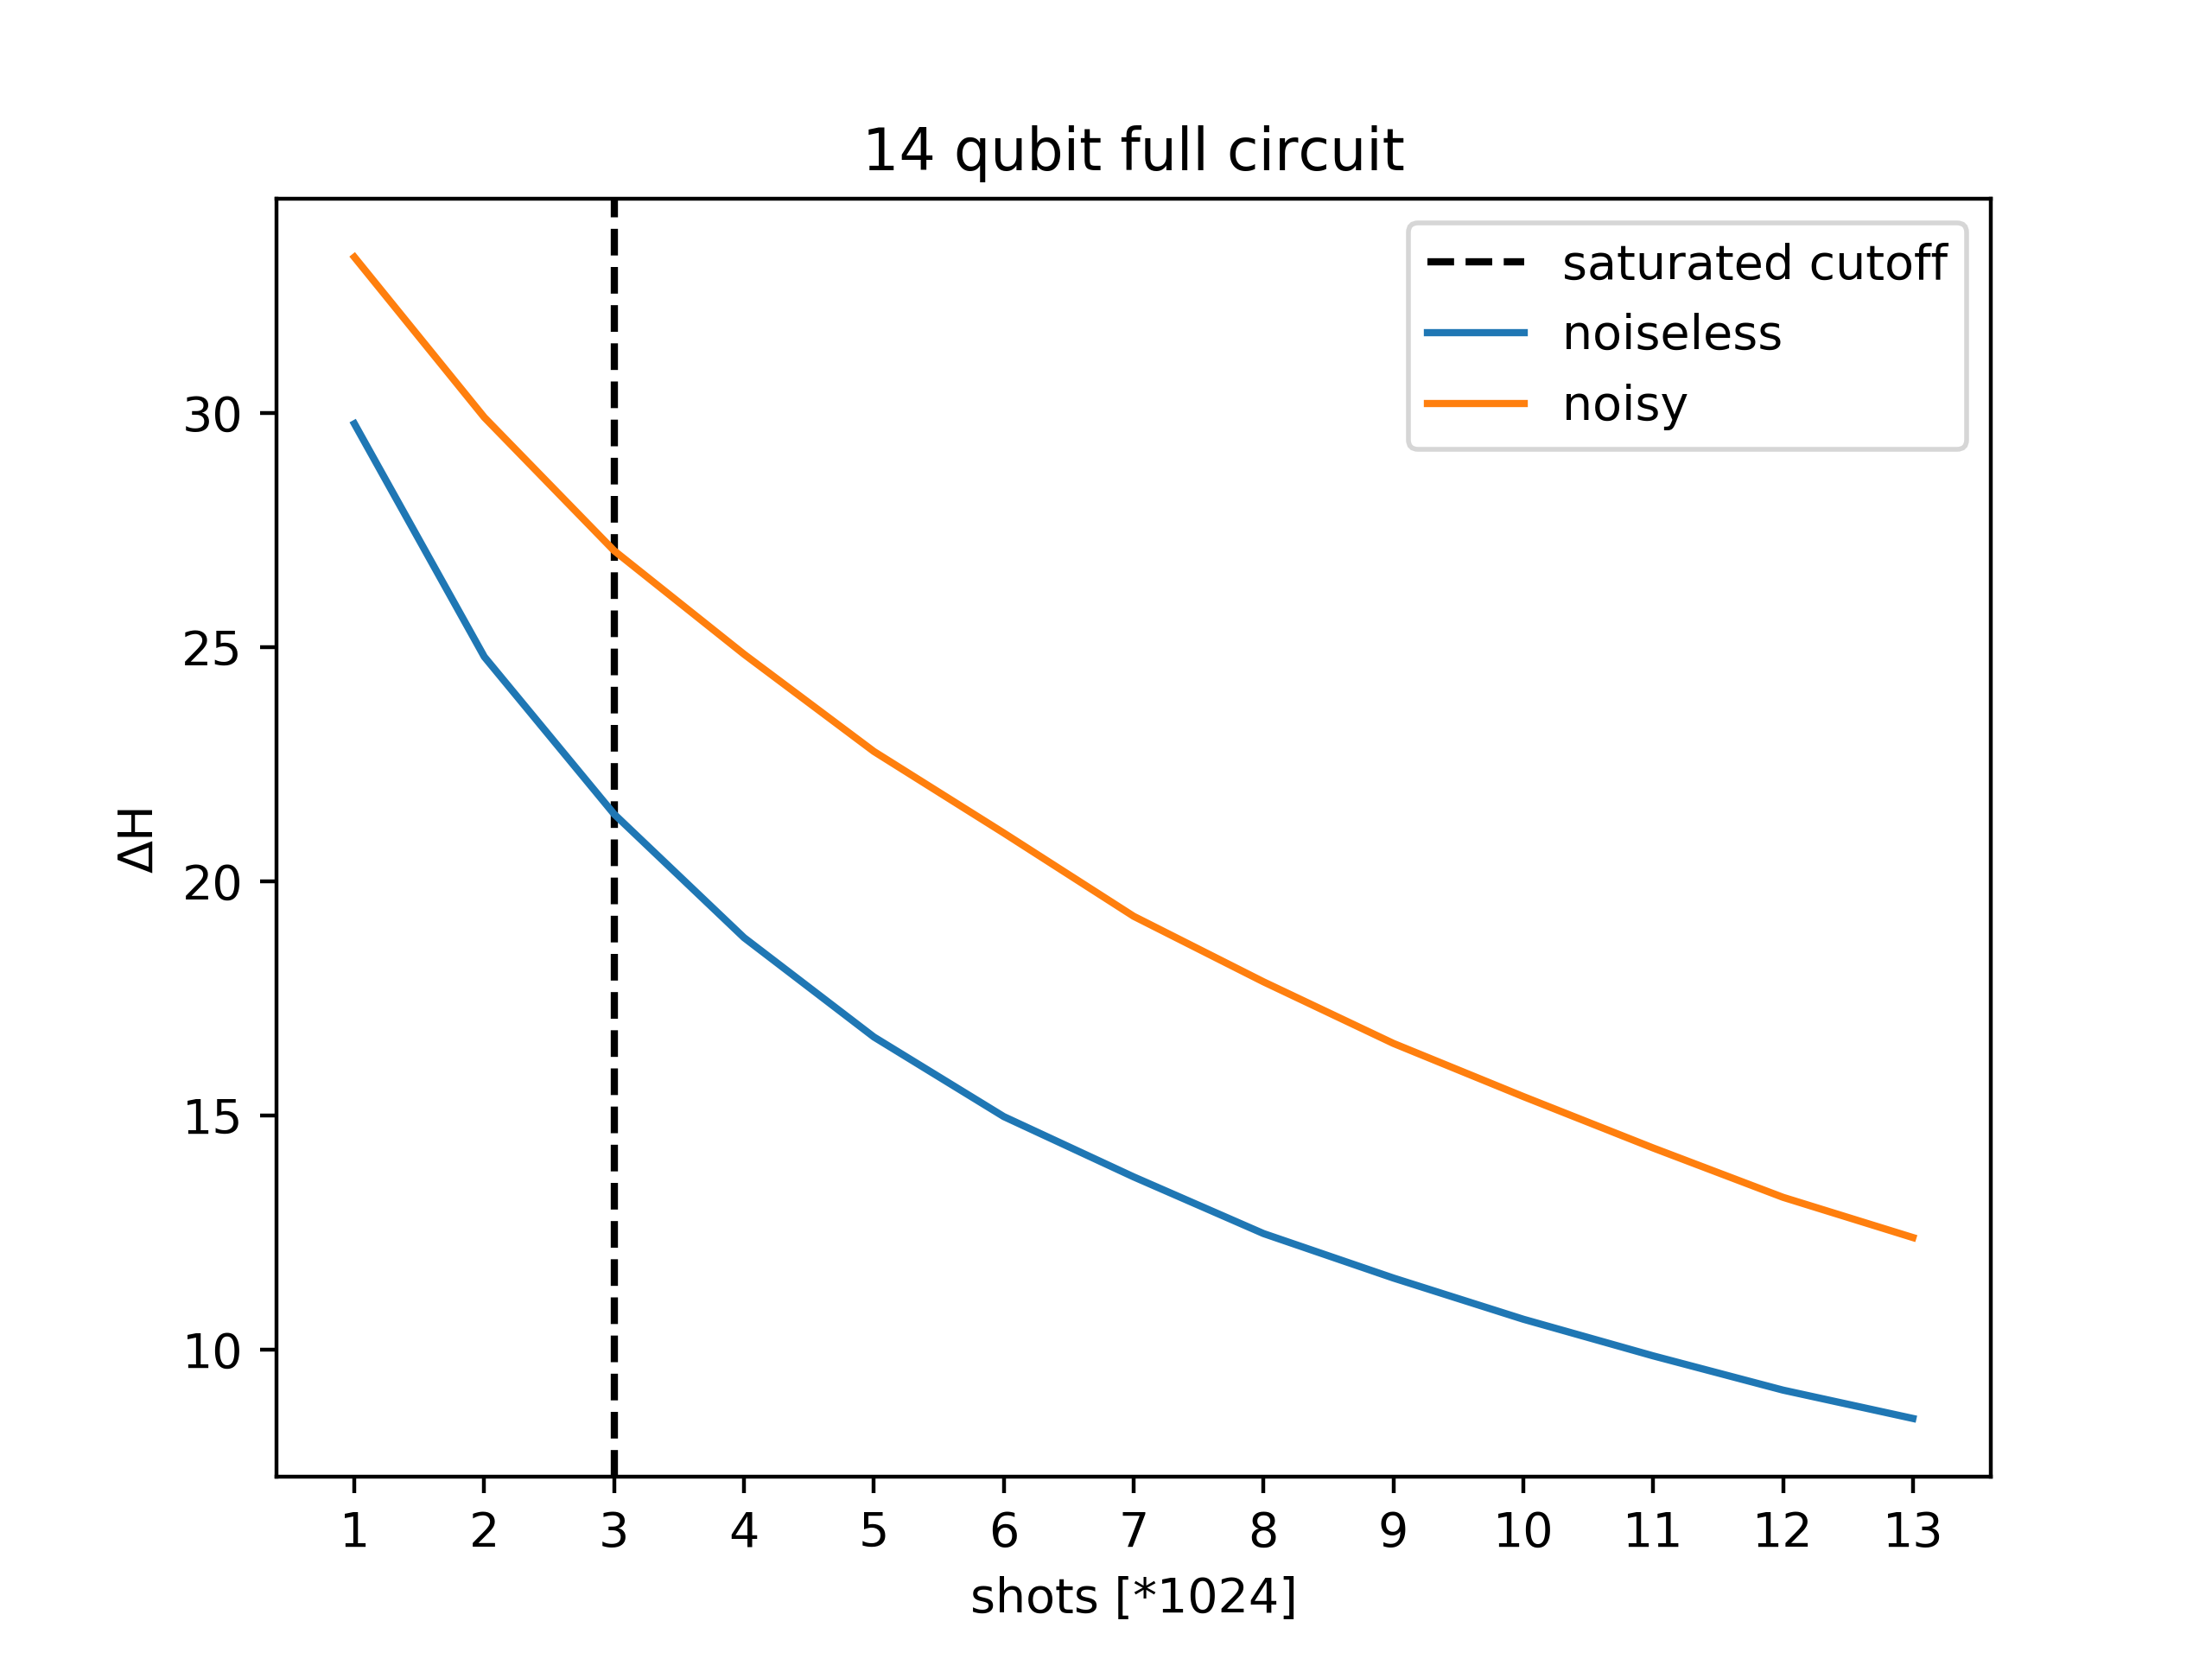 14 qubit full circuit
saturated cutoff
noiseless
noisy
30
25
20
15
10
ΔH
1 2 3 4 5 6 7 8 9 10 11 12 13
shots [*1024]